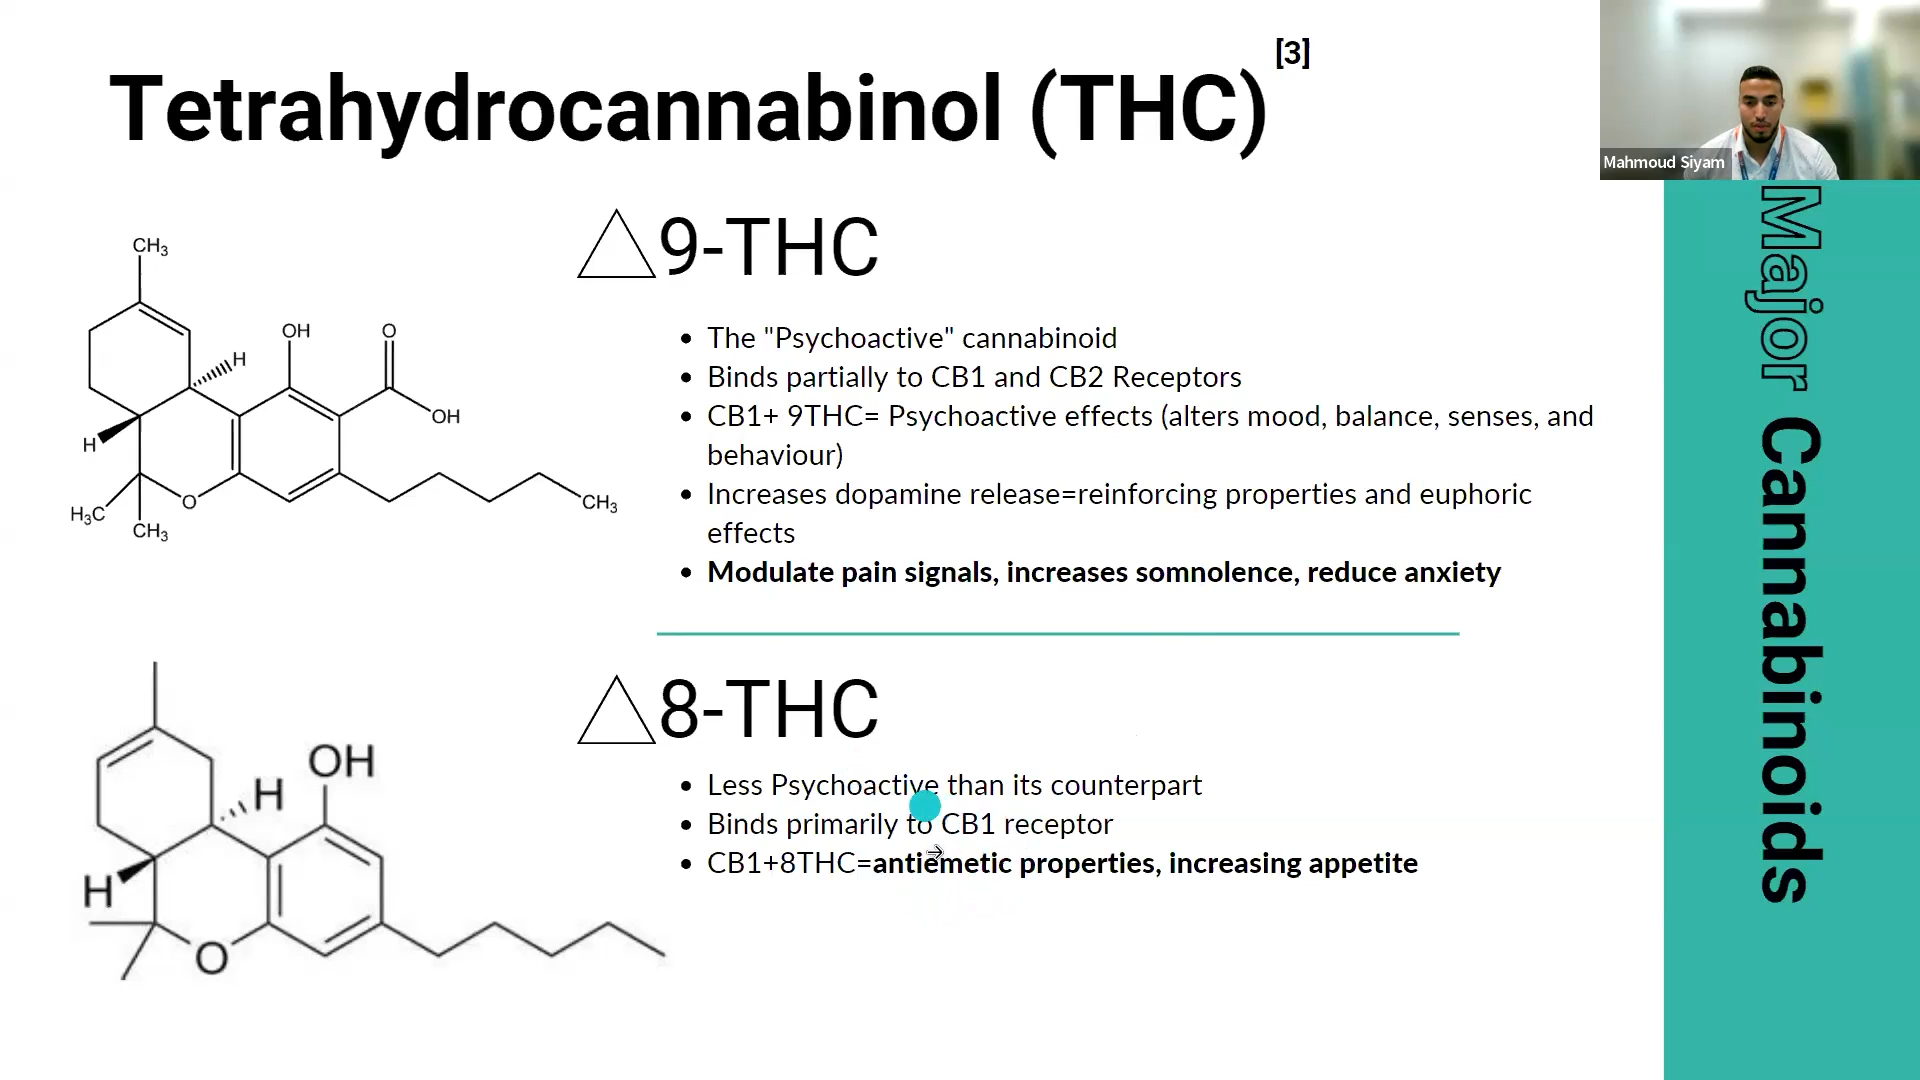 Tetrahydrocannabinol (THC) [3]
Mahmoud Siyam
△9-THC
• The "Psychoactive" cannabinoid
• Binds partially to CB1 and CB2 Receptors
• CB1+ 9THC= Psychoactive effects (alters mood, balance, senses, and
behaviour)
• Increases dopamine release=reinforcing properties and euphoric
effects
• Modulate pain signals, increases somnolence, reduce anxiety
CH₃
OH
O
H
OH
H
H₃C
O
CH₃
CH₃
△8-THC
• Less Psychoactive than its counterpart
• Binds primarily to CB1 receptor
• CB1+8THC=antiemetic properties, increasing appetite
OH
H
H
O
Major Cannabinoids